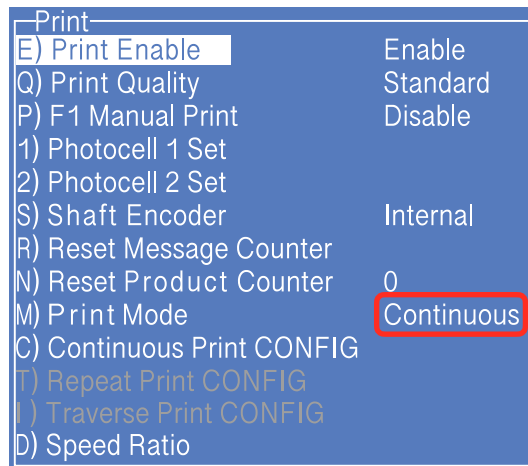 Print
E) Print Enable Enable
Q) Print Quality Standard
P) F1 Manual Print Disable
1) Photocell 1 Set
2) Photocell 2 Set
S) Shaft Encoder Internal
R) Reset Message Counter
N) Reset Product Counter 0
M) Print Mode Continuous
C) Continuous Print CONFIG
T) Repeat Print CONFIG
I ) Traverse Print CONFIG
D) Speed Ratio